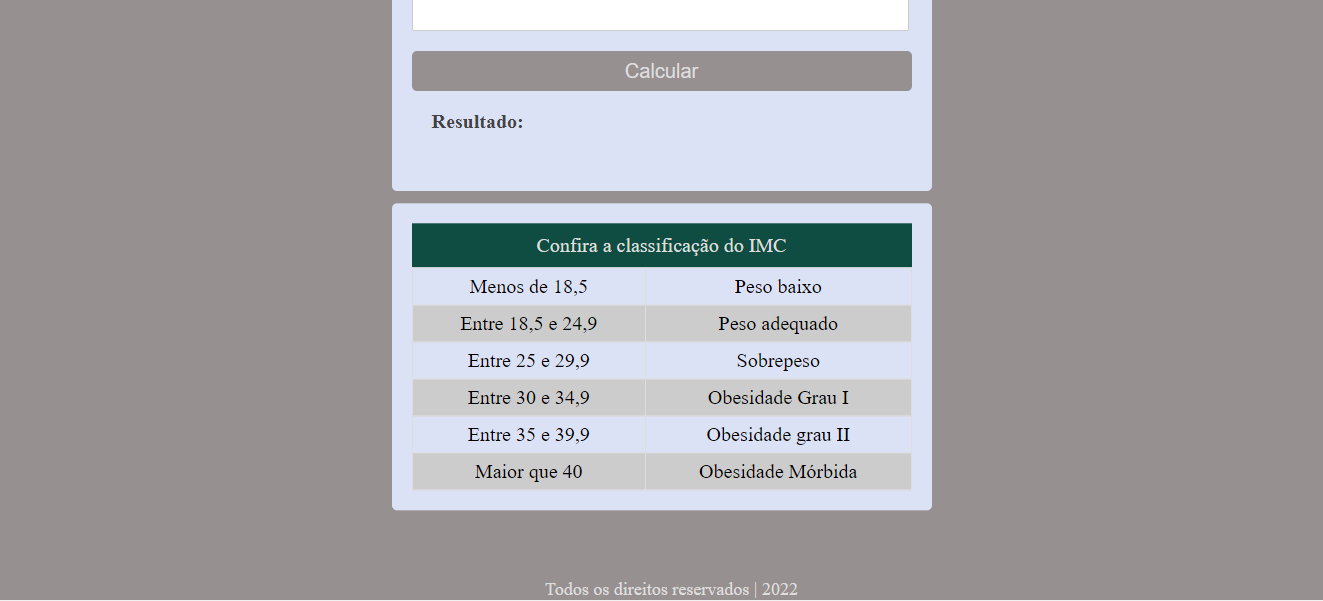 Calcular
Resultado:
Confira a classificação do IMC
Menos de 18,5 Peso baixo
Entre 18,5 e 24,9 Peso adequado
Entre 25 e 29,9 Sobrepeso
Entre 30 e 34,9 Obesidade Grau I
Entre 35 e 39,9 Obesidade grau II
Maior que 40 Obesidade Mórbida
Todos os direitos reservados | 2022